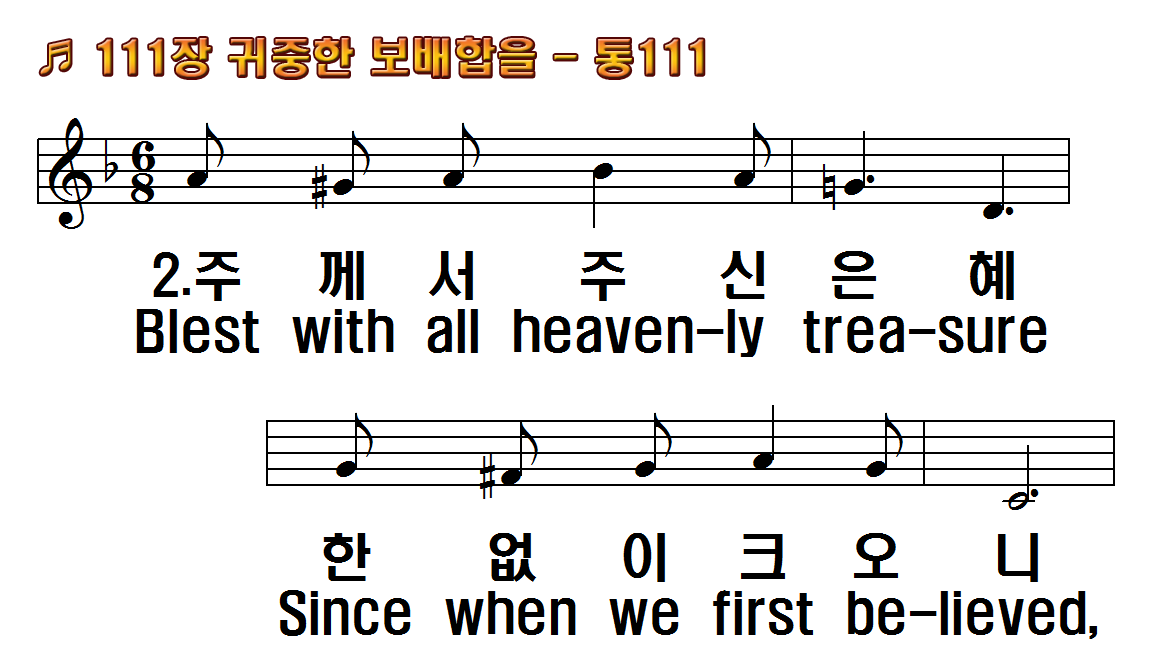 111장 귀중한 보배합을 - 통111
6
8
2.주 께 서 주 신 은 혜
Blest with all heaven-ly trea-sure
한 없 이 크 오 니
Since when we first be-lieved,